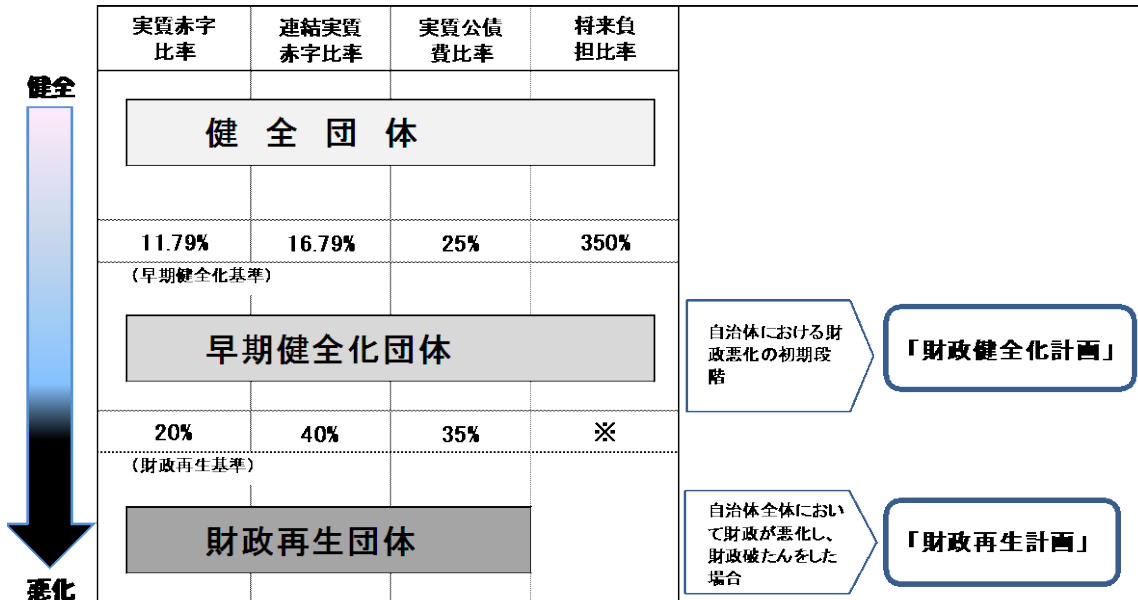 実質赤字
比率
連結実質
赤字比率
実質公債
費比率
将来負
担比率
健全
健全団体
11.79%
16.79%
25%
350%
（早期健全化基準）
早期健全化団体
自治体における財
政悪化の初期段
階
「財政健全化計画」
20%
40%
35%
※
（財政再生基準）
財政再生団体
自治体全体におい
て財政が悪化し、
財政破たんをした
場合
「財政再生計画」
悪化